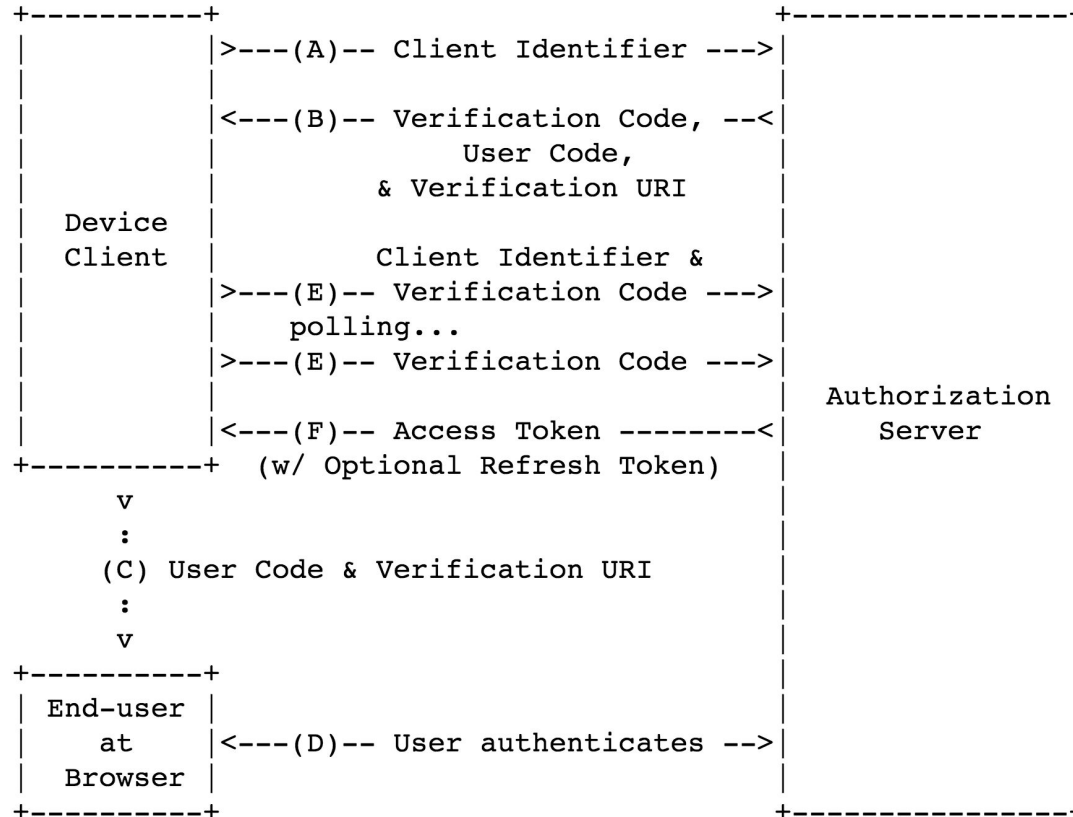 +----------+                                +----------------+
|          |>---(A)-- Client Identifier --->|                |
|          |                                |                |
|          |<---(B)-- Verification Code, --<|                |
|          |              User Code,        |                |
|          |         & Verification URI     |                |
|  Device  |                                |                |
|  Client  |         Client Identifier &    |                |
|          |>---(E)-- Verification Code --->|                |
|          |    polling...                  |                |
|          |>---(E)-- Verification Code --->|                |
|          |                                |  Authorization |
|          |<---(F)-- Access Token --------<|     Server     |
+----------+  (w/ Optional Refresh Token)   |                |
      v                                     |                |
      :                                     |                |
     (C) User Code & Verification URI       |                |
      :                                     |                |
      v                                     |                |
+----------+                                |                |
| End-user |                                |                |
|    at    |<---(D)-- User authenticates -->|                |
|  Browser |                                |                |
+----------+                                +----------------+